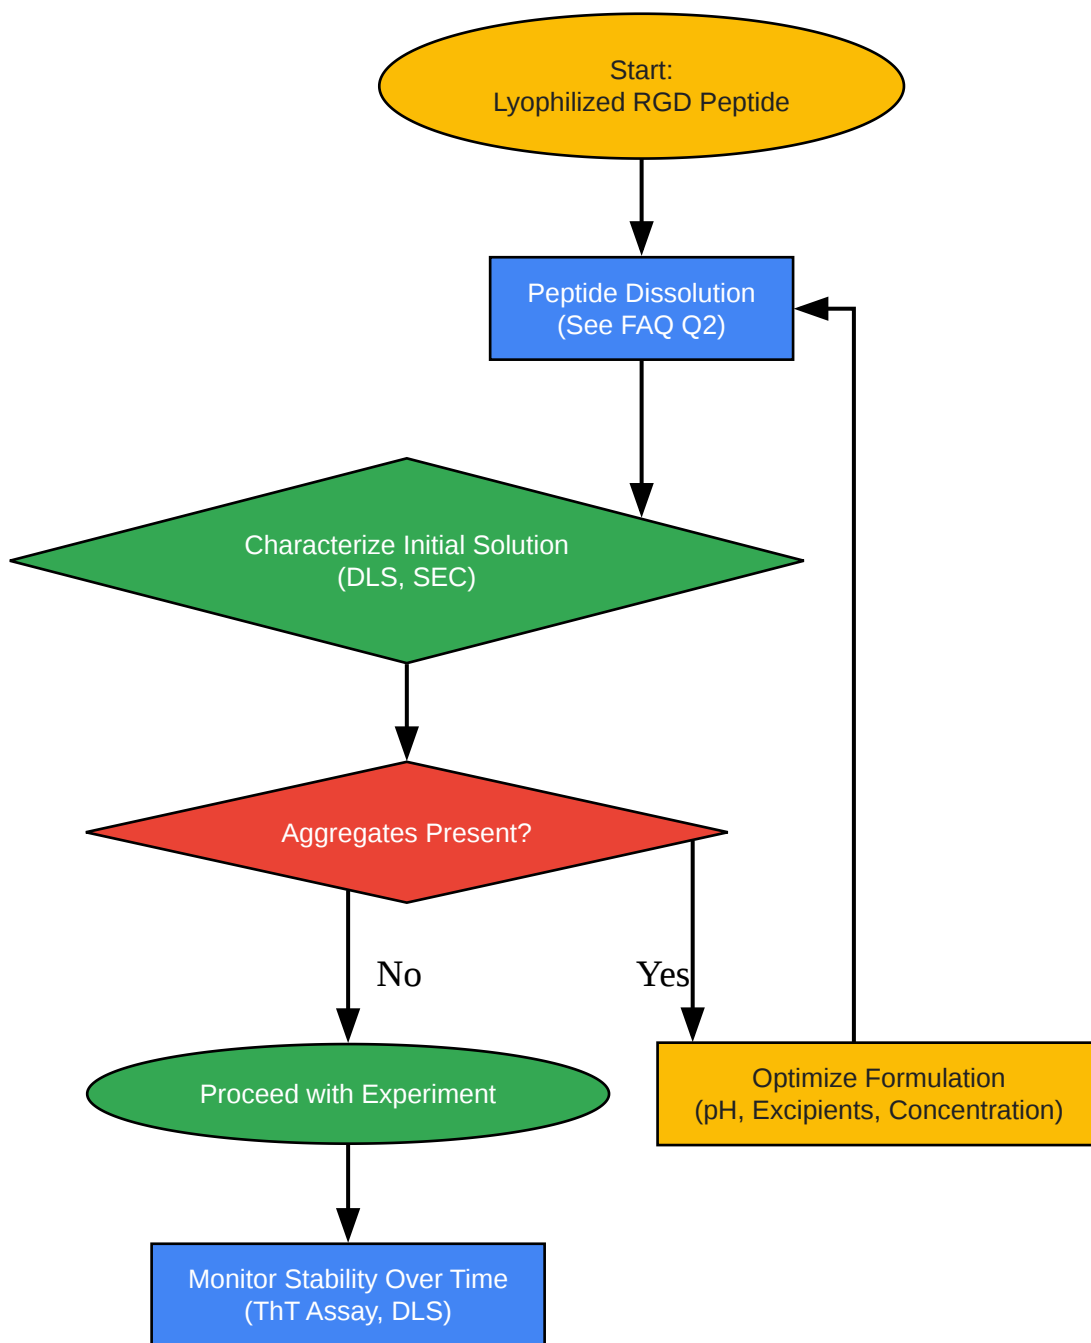 Start:
Lyophilized RGD Peptide
Peptide Dissolution
(See FAQ Q2)
Characterize Initial Solution
(DLS, SEC)
Aggregates Present?
No
Yes
Proceed with Experiment
Optimize Formulation
(pH, Excipients, Concentration)
Monitor Stability Over Time
(ThT Assay, DLS)